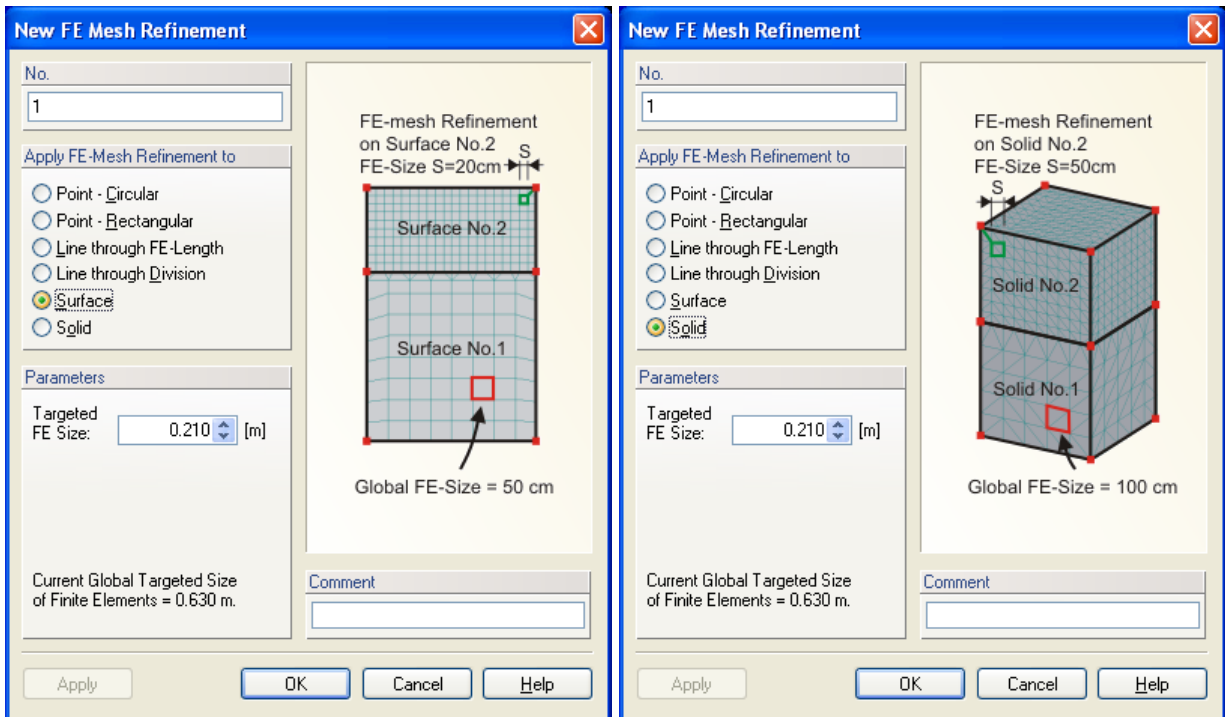 New FE Mesh Refinement
No.
1
Apply FE-Mesh Refinement to
Point - Circular
Point - Rectangular
Line through FE-Length
Line through Division
Surface
Solid
Parameters
Targeted
FE Size:
0.210 [m]
Current Global Targeted Size
of Finite Elements = 0.630 m.
FE-mesh Refinement
on Surface No.2
FE-Size S=20cm
S
Surface No.2
Surface No.1
Global FE-Size = 50 cm
Comment
Apply
OK
Cancel
Help
New FE Mesh Refinement
No.
1
Apply FE-Mesh Refinement to
Point - Circular
Point - Rectangular
Line through FE-Length
Line through Division
Surface
Solid
Parameters
Targeted
FE Size:
0.210 [m]
Current Global Targeted Size
of Finite Elements = 0.630 m.
FE-mesh Refinement
on Solid No.2
FE-Size S=50cm
S
Solid No.2
Solid No.1
Global FE-Size = 100 cm
Comment
Apply
OK
Cancel
Help